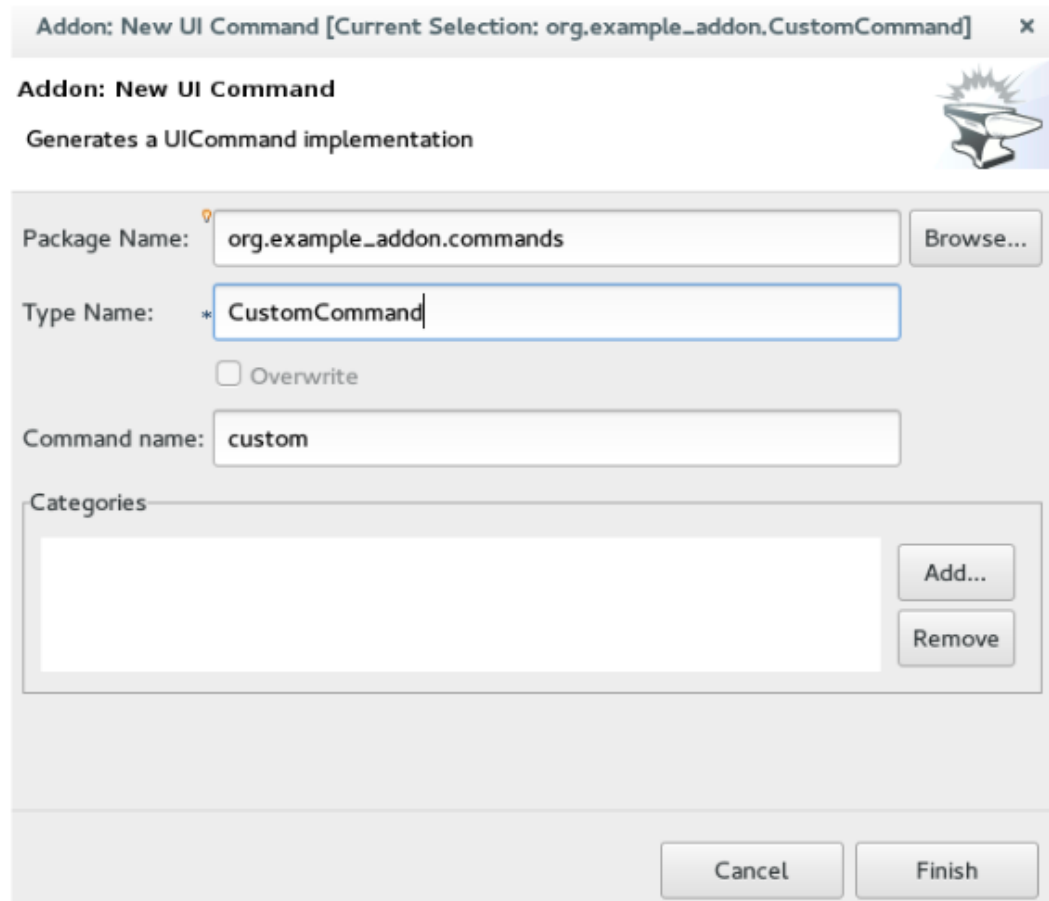 Addon: New UI Command [Current Selection: org.example_addon.CustomCommand] ×
Addon: New UI Command
Generates a UICommand implementation
Package Name: org.example_addon.commands Browse...
Type Name: * CustomCommand
Overwrite
Command name: custom
Categories
Add...
Remove
Cancel Finish